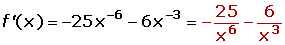 f'(x) = −25x⁻⁶ − 6x⁻³ = −25/x⁶ − 6/x³